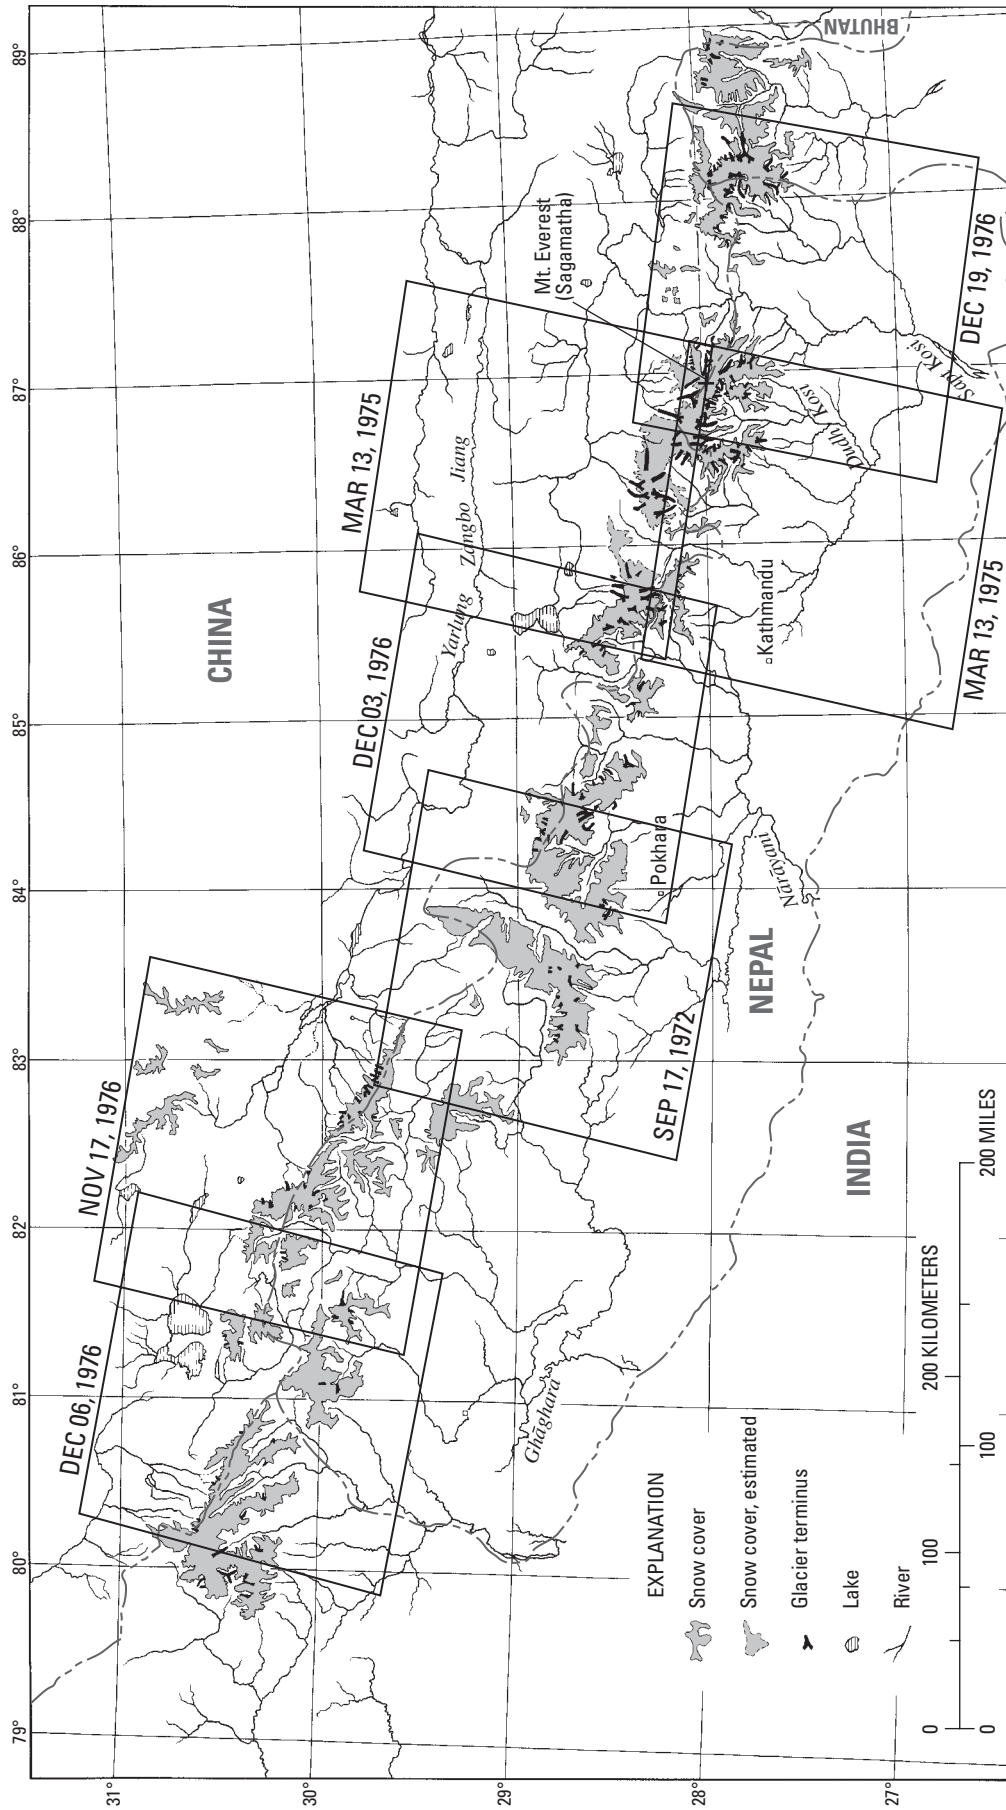 79°
80°
81°
82°
83°
84°
85°
86°
87°
88°
89°
31°
30°
29°
28°
27°
DEC 06, 1976
NOV 17, 1976
DEC 03, 1976
MAR 13, 1975
CHINA
Yarlung Zangbo Jiang
Mt. Everest
(Sagamatha)
BHUTAN
SEP 17, 1972
Pokhara
Kathmandu
Dudh Kosi
Sapt Kosi
DEC 19, 1976
MAR 13, 1975
NEPAL
Nārāyani
Ghāghara
INDIA
EXPLANATION
Snow cover
Snow cover, estimated
Glacier terminus
Lake
River
0
100
200 KILOMETERS
0
100
200 MILES